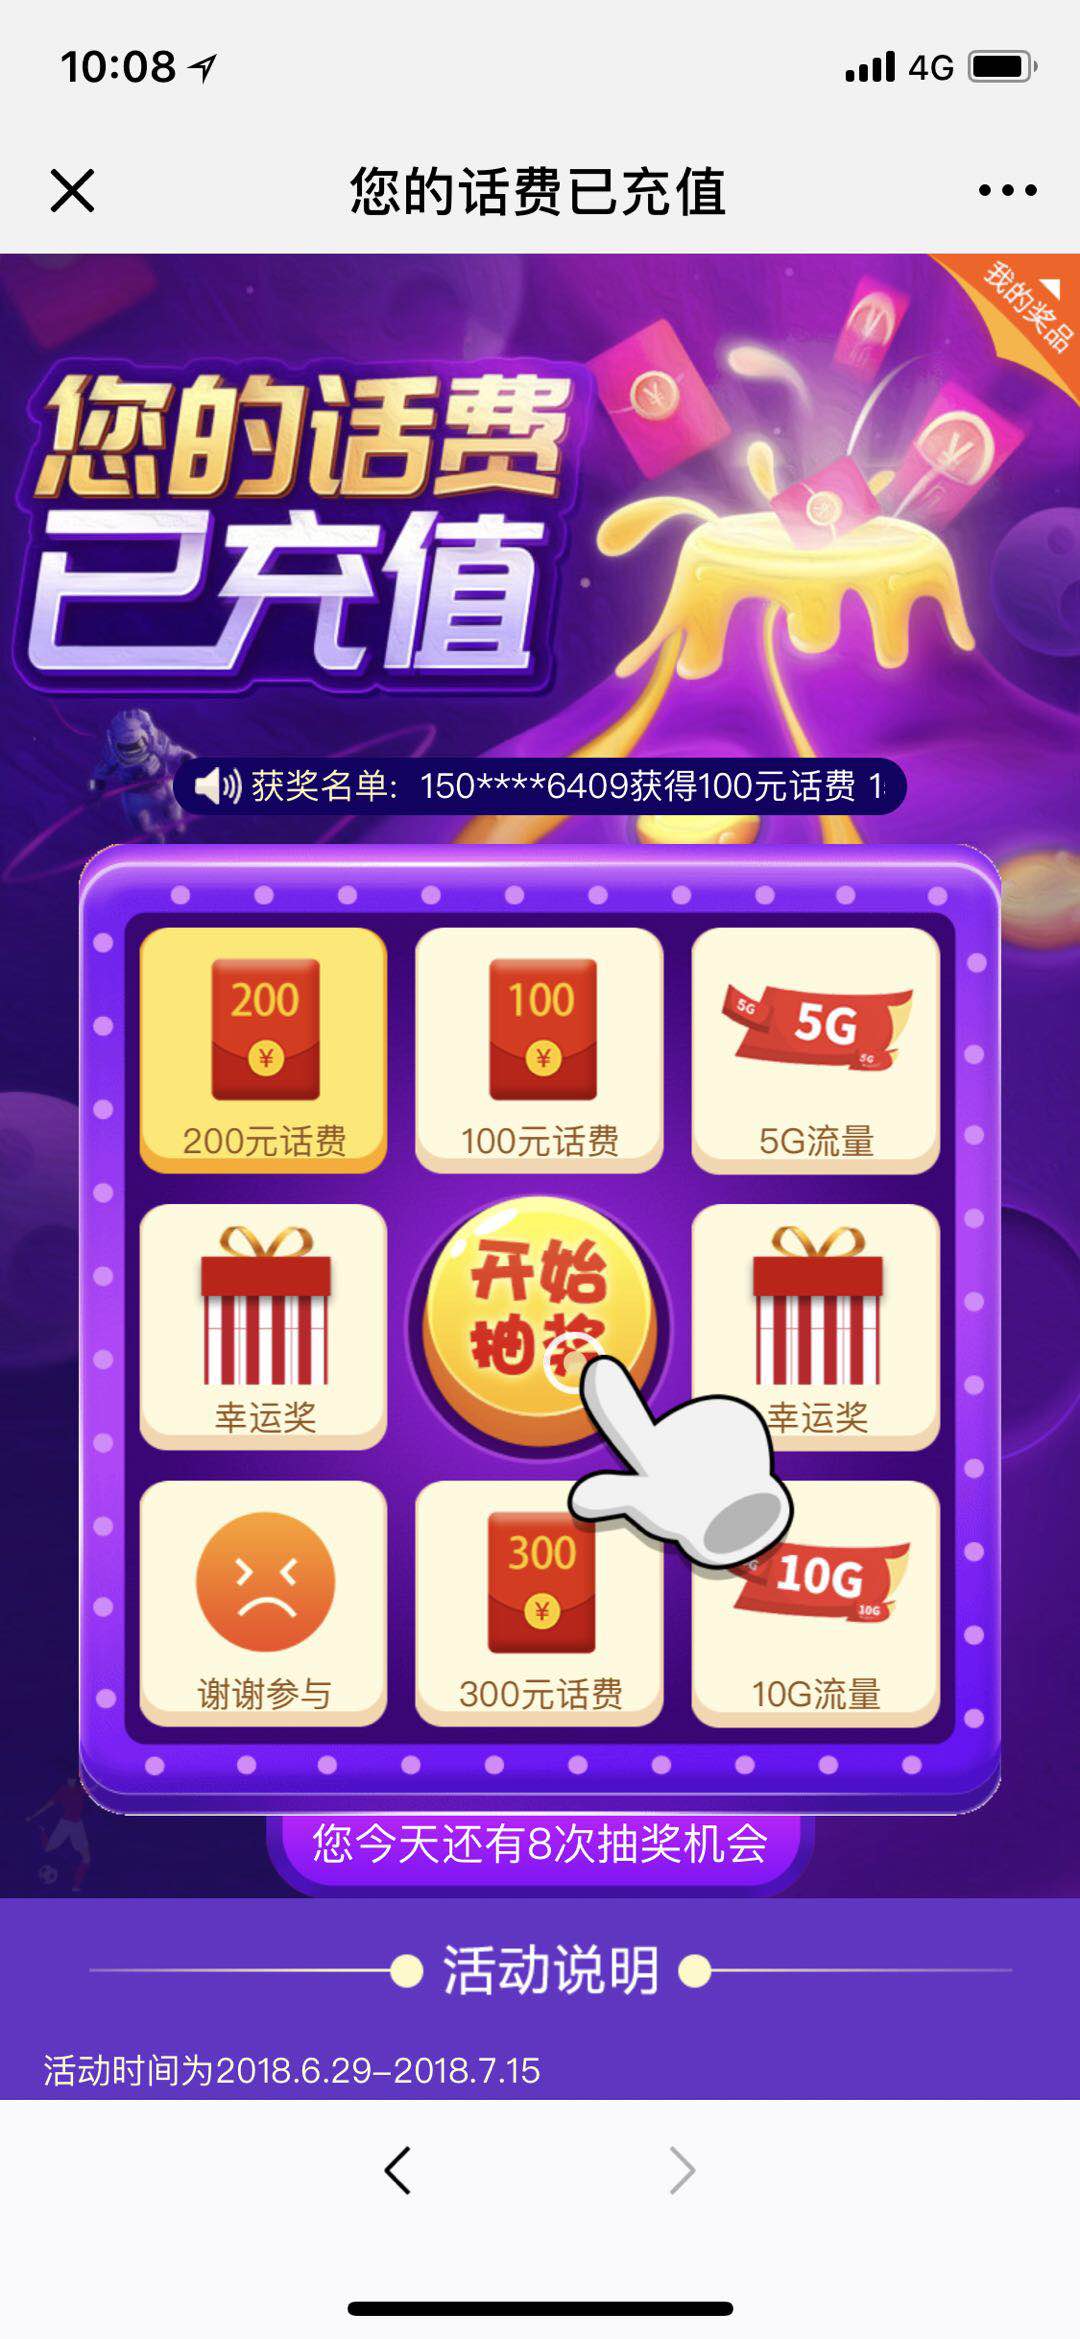 10:08
4G
您的话费已充值
我的奖品
您的话费
已充值
获奖名单: 150****6409获得100元话费
200
¥
200元话费
100
¥
100元话费
5G
5G
5G
5G流量
幸运奖
开始
抽奖
幸运奖
谢谢参与
300
¥
300元话费
10G
10G
10G流量
您今天还有8次抽奖机会
活动说明
活动时间为2018.6.29-2018.7.15